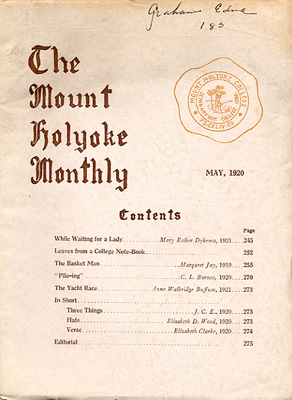 Graham Edna
185
The
Mount
Holyoke
Monthly
MOUNT HOLYOKE COLLEGE
MAY, 1920
Contents
Page
While Waiting for a Lady........Mary Esther Dykema, 1921....245
Leaves from a College Note-Book........252
The Basket Man........Margaret Jay, 1919....255
"Pile-ing"........C. L. Barnes, 1920....270
The Yacht Race........Anne Walbridge Buffum, 1921....273
In Short........
Three Things........J. C. E., 1920....273
Hats........Elizabeth D. Wood, 1920....273
Verse........Elizabeth Clarke, 1920....274
Editorial........275